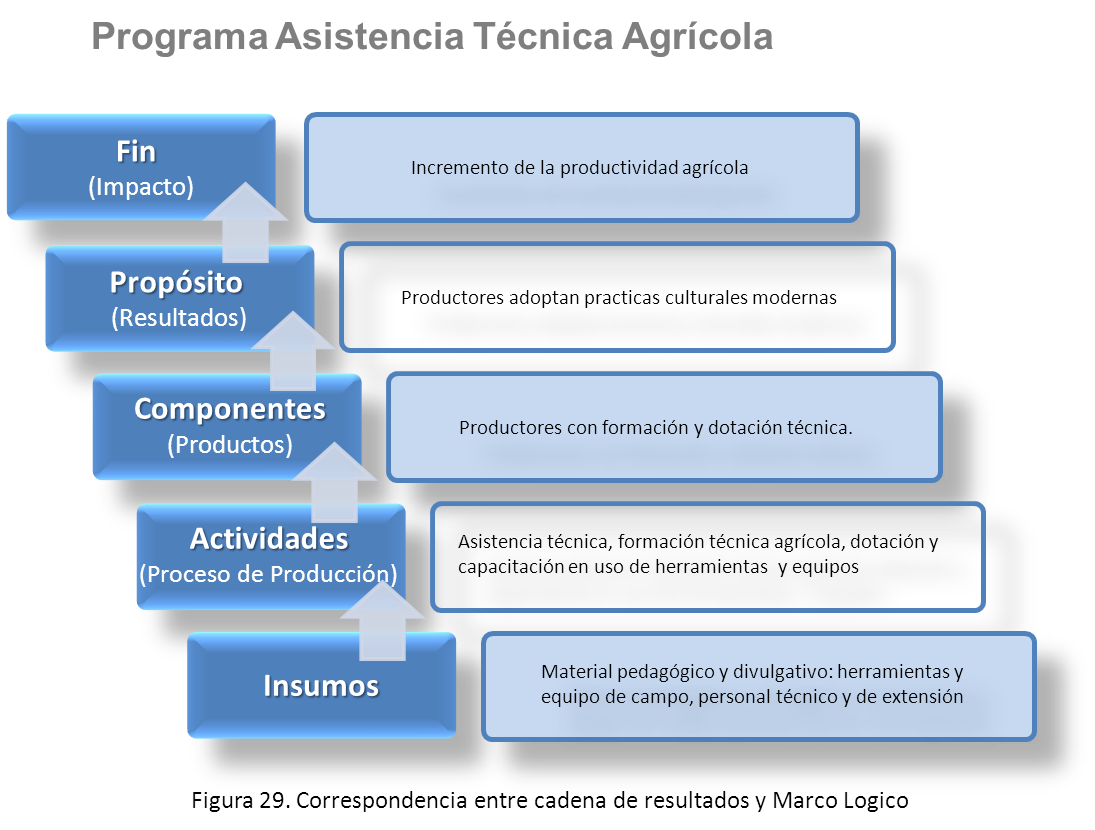 Programa Asistencia Técnica Agrícola
Fin
(Impacto)
Incremento de la productividad agrícola
Propósito
(Resultados)
Productores adoptan practicas culturales modernas
Componentes
(Productos)
Productores con formación y dotación técnica.
Actividades
(Proceso de Producción)
Asistencia técnica, formación técnica agrícola, dotación y
capacitación en uso de herramientas y equipos
Insumos
Material pedagógico y divulgativo: herramientas y
equipo de campo, personal técnico y de extensión
Figura 29. Correspondencia entre cadena de resultados y Marco Logico